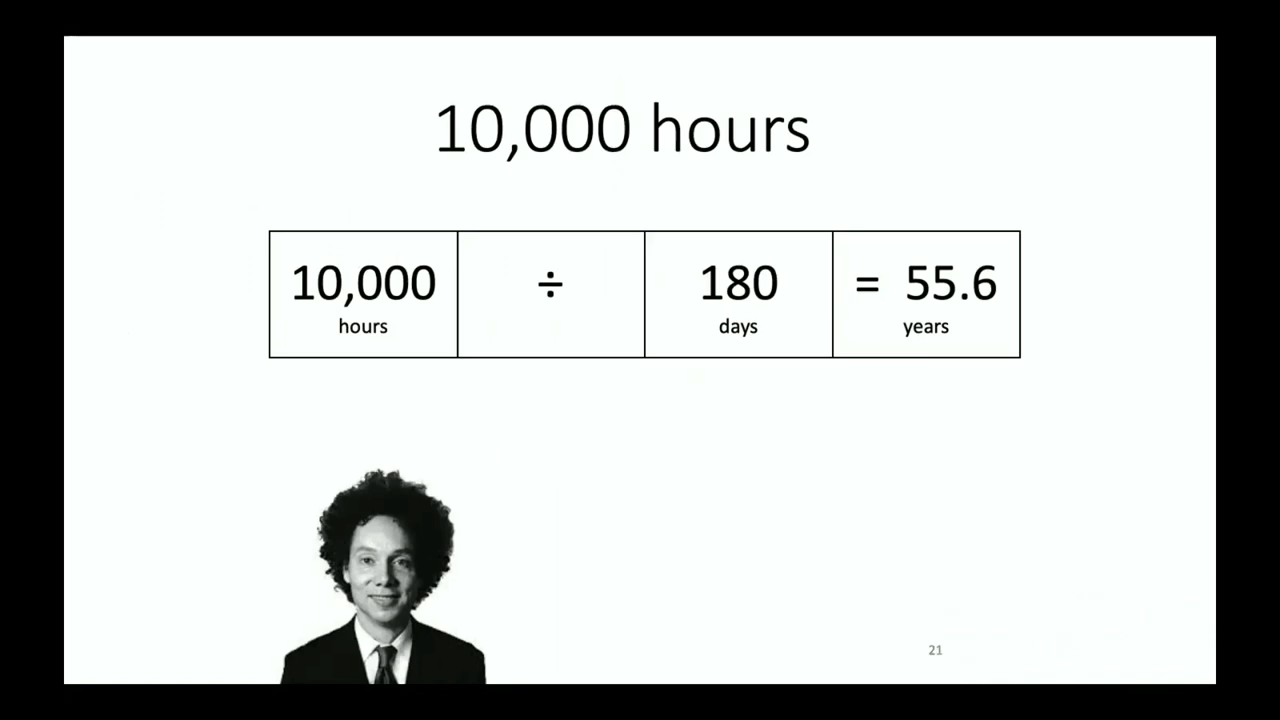 10,000 hours
10,000 ÷ 180 = 55.6
hours days years
21